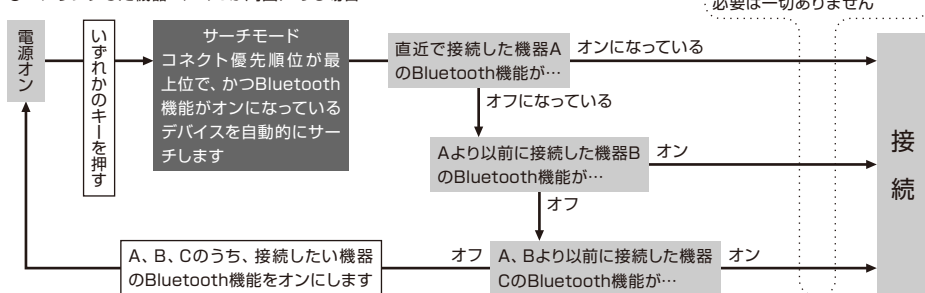 必要は一切ありません
電源オン
いずれかのキーを押す
サーチモード
コネクト優先順位が最
上位で、かつBluetooth
機能がオンになっている
デバイスを自動的にサー
チします
直近で接続した機器A
のBluetooth機能が…
オンになっている
オフになっている
Aより以前に接続した機器B
のBluetooth機能が…
オン
オフ
A、Bより以前に接続した機器
CのBluetooth機能が…
オン
オフ
A、B、Cのうち、接続したい機器
のBluetooth機能をオンにします
接続